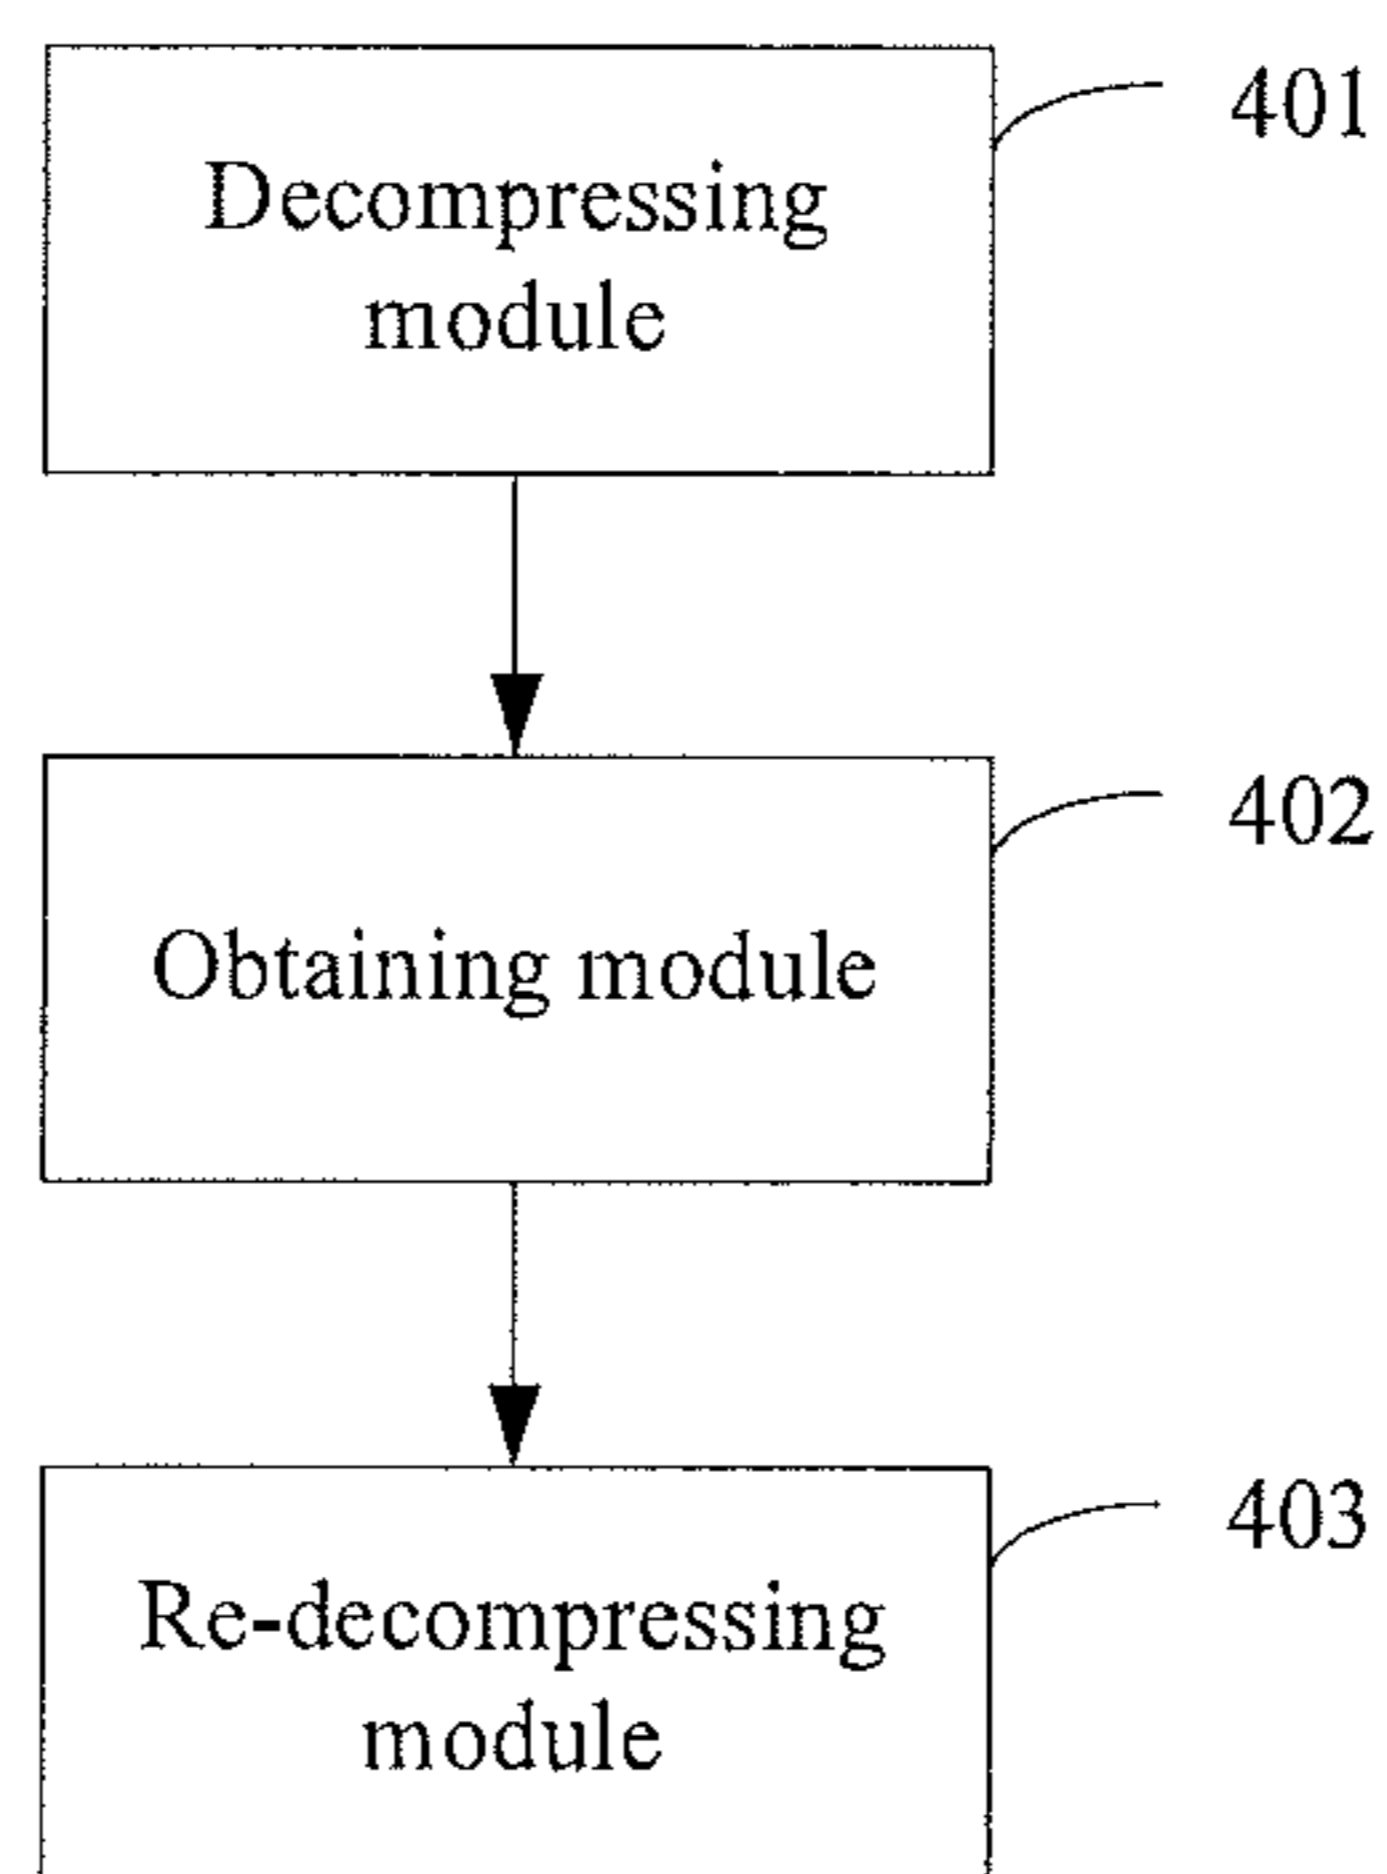 401
Decompressing
module
402
Obtaining module
403
Re-decompressing
module